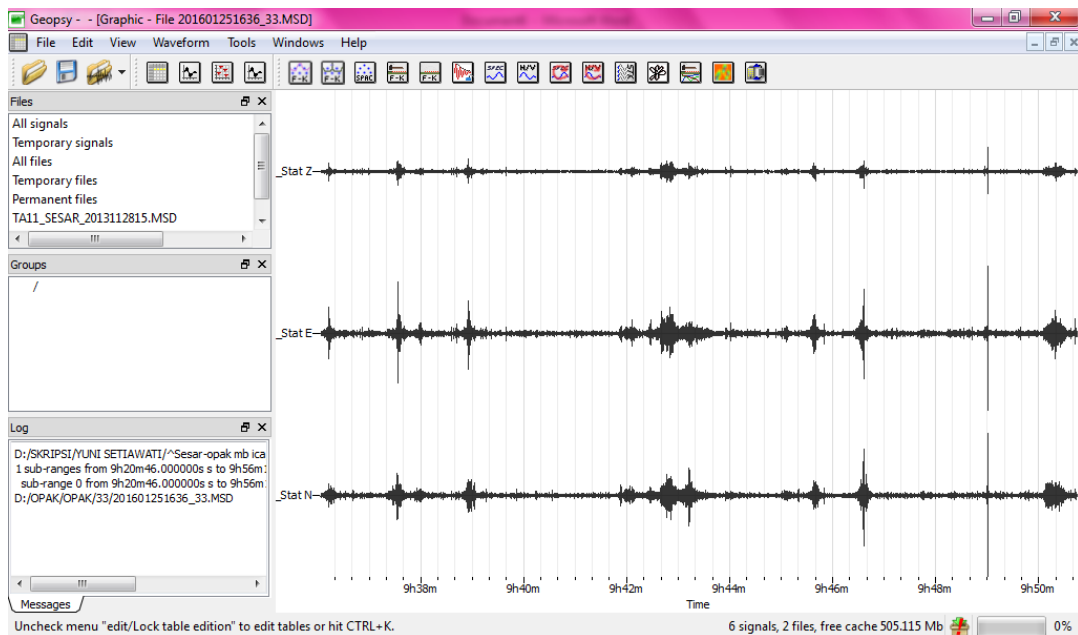 Geopsy - - [Graphic - File 201601251636_33.MSD]
File Edit View Waveform Tools Windows Help
F-K F-K SPAC F-K F-K SPEC H/V H/V
Files
All signals
Temporary signals
All files
Temporary files
Permanent files
TA11_SESAR_2013112815.MSD
Groups
/
Log
D:/SKRIPSI/YUNI SETIAWATI/^Sesar-opak mb ica
1 sub-ranges from 9h20m46.000000s s to 9h56m1
sub-range 0 from 9h20m46.000000s s to 9h56m
D:/OPAK/OPAK/33/201601251636_33.MSD
Messages
_Stat Z
_Stat E
_Stat N
9h38m 9h40m 9h42m 9h44m 9h46m 9h48m 9h50m
Time
Uncheck menu "edit/Lock table edition" to edit tables or hit CTRL+K.
6 signals, 2 files, free cache 505.115 Mb
0%